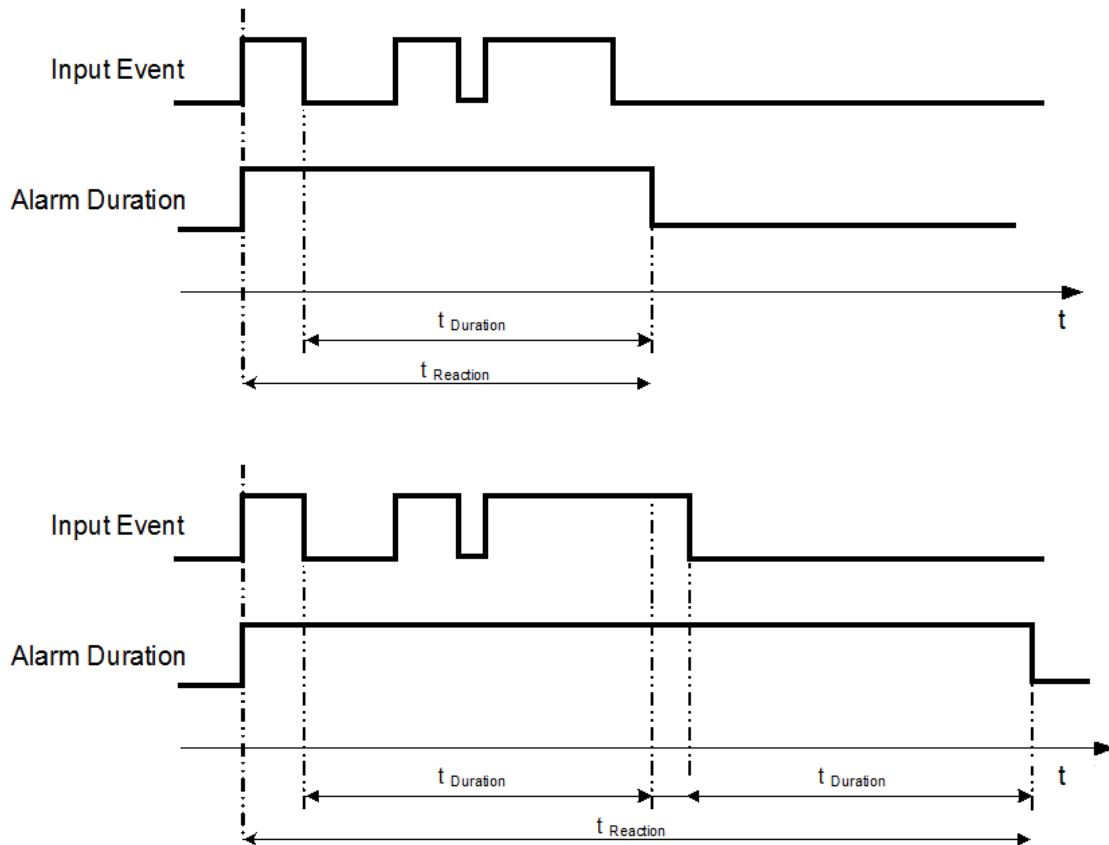 Input Event
Alarm Duration
t
t Duration
t Reaction
Input Event
Alarm Duration
t
t Duration t Duration
t Reaction